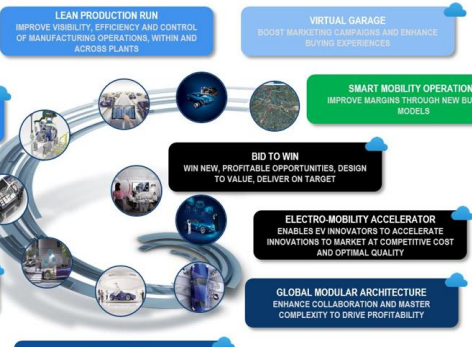 LEAN PRODUCTION RUN
IMPROVE VISIBILITY, EFFICIENCY AND CONTROL
OF MANUFACTURING OPERATIONS, WITHIN AND
ACROSS PLANTS
VIRTUAL GARAGE
BOOST MARKETING CAMPAIGNS AND ENHANCE
BUYING EXPERIENCES
SMART MOBILITY OPERATION
IMPROVE MARGINS THROUGH NEW BU
MODELS
BID TO WIN
WIN NEW, PROFITABLE OPPORTUNITIES, DESIGN
TO VALUE, DELIVER ON TARGET
ELECTRO-MOBILITY ACCELERATOR
ENABLES EV INNOVATORS TO ACCELERATE
INNOVATIONS TO MARKET AT COMPETITIVE COST
AND OPTIMAL QUALITY
GLOBAL MODULAR ARCHITECTURE
ENHANCE COLLABORATION AND MASTER
COMPLEXITY TO DRIVE PROFITABILITY